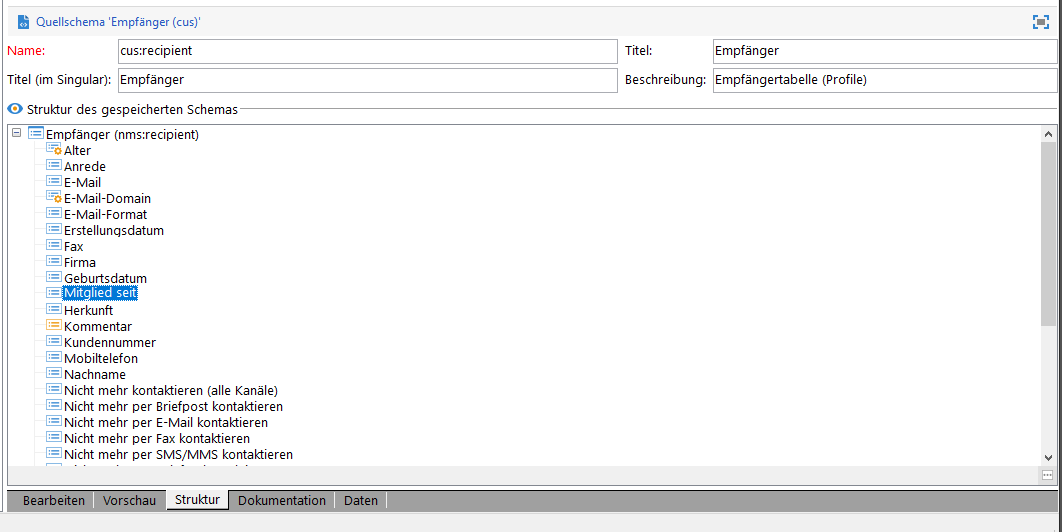 Quellschema 'Empfänger (cus)'
Name: cus:recipient Titel: Empfänger
Titel (im Singular): Empfänger Beschreibung: Empfängertabelle (Profile)
Struktur des gespeicherten Schemas
Empfänger (nms:recipient)
Alter
Anrede
E-Mail
E-Mail-Domain
E-Mail-Format
Erstellungsdatum
Fax
Firma
Geburtsdatum
Mitglied seit
Herkunft
Kommentar
Kundennummer
Mobiltelefon
Nachname
Nicht mehr kontaktieren (alle Kanäle)
Nicht mehr per Briefpost kontaktieren
Nicht mehr per E-Mail kontaktieren
Nicht mehr per Fax kontaktieren
Nicht mehr per SMS/MMS kontaktieren
Bearbeiten Vorschau Struktur Dokumentation Daten